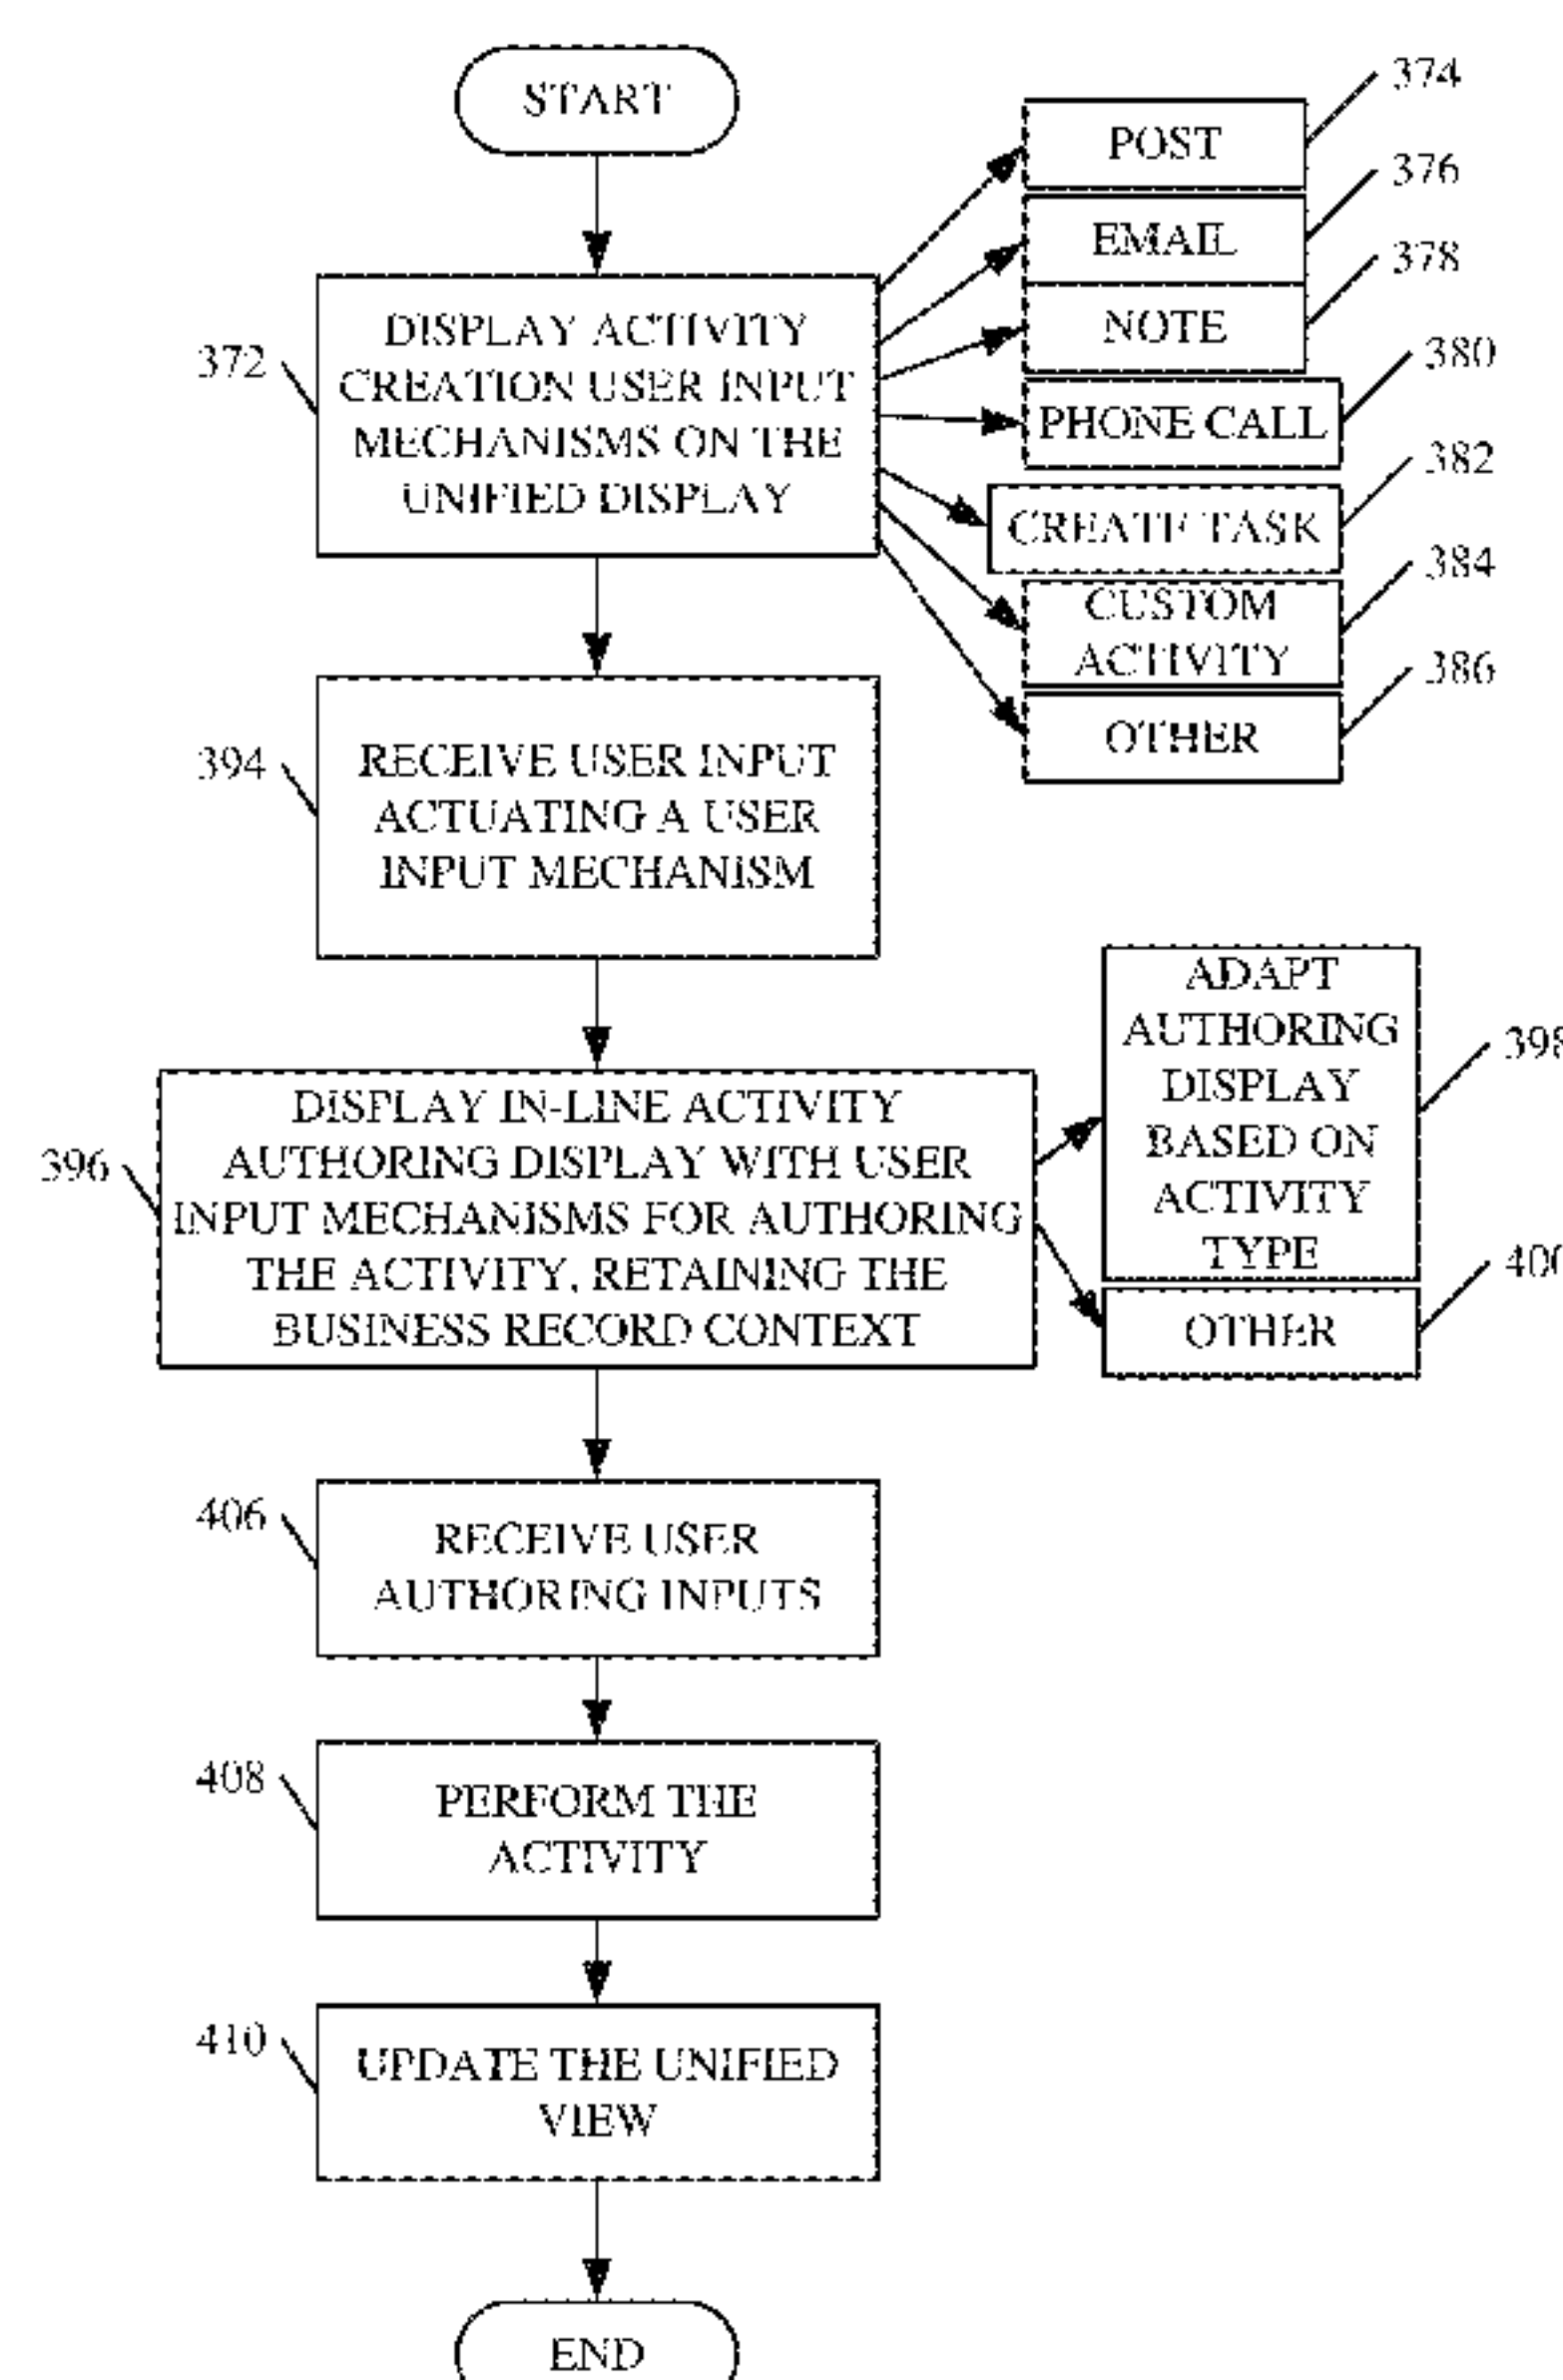 START
374
POST
376
EMAIL
378
NOTE
372
DISPLAY ACTIVITY
CREATION USER INPUT
MECHANISMS ON THE
UNIFIED DISPLAY
380
PHONE CALL
382
CREATE TASK
384
CUSTOM
ACTIVITY
386
OTHER
394
RECEIVE USER INPUT
ACTUATING A USER
INPUT MECHANISM
396
DISPLAY IN-LINE ACTIVITY
AUTHORING DISPLAY WITH USER
INPUT MECHANISMS FOR AUTHORING
THE ACTIVITY, RETAINING THE
BUSINESS RECORD CONTEXT
ADAPT
AUTHORING
DISPLAY
BASED ON
ACTIVITY
TYPE
398
OTHER
400
406
RECEIVE USER
AUTHORING INPUTS
408
PERFORM THE
ACTIVITY
410
UPDATE THE UNIFIED
VIEW
END